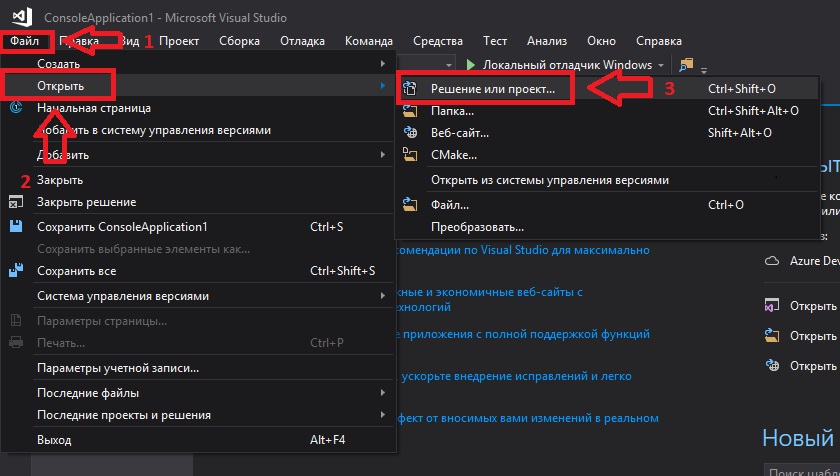 ConsoleApplication1 - Microsoft Visual Studio
Файл Правка Вид 1 Проект Сборка Отладка Команда Средства Тест Анализ Окно Справка
Создать
Локальный отладчик Windows
Открыть
Начальная страница
Добавить в систему управления версиями
Добавить
2 Закрыть
Закрыть решение
Сохранить ConsoleApplication1 Ctrl+S
Сохранить выбранные элементы как...
Сохранить все Ctrl+Shift+S
Система управления версиями
Параметры страницы...
Печать... Ctrl+P
Параметры учетной записи...
Последние файлы
Последние проекты и решения
Выход Alt+F4
Решение или проект... 3 Ctrl+Shift+O
Папка... Ctrl+Shift+Alt+O
Веб-сайт... Shift+Alt+O
CMake...
Открыть из системы управления версиями
Файл... Ctrl+O
Преобразовать...
омендации по Visual Studio для максимально
жные и экономичные веб-сайты с
ехнологий
е приложения с полной поддержкой функций
ускорьте внедрение исправлений и легко
фект от вносимых вами изменений в реальном
Azure Dev
Открыть
Открыть
Открыть
Новый
Поиск шабло